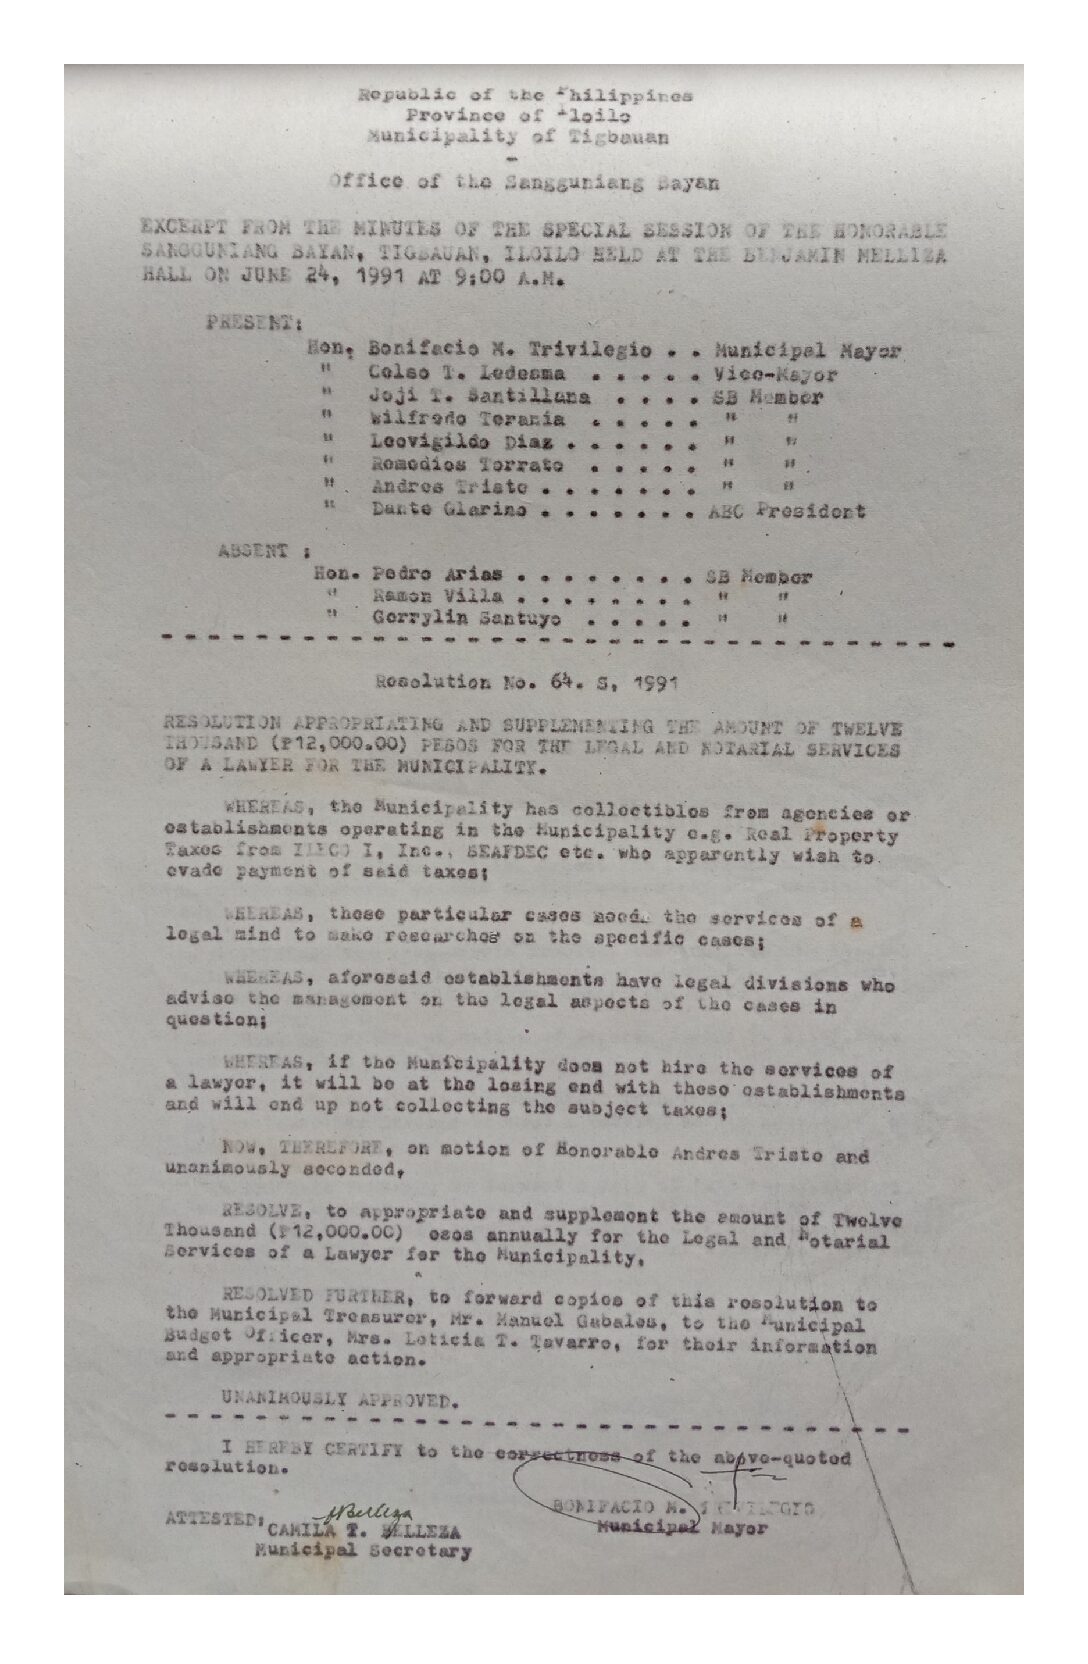 Republic of the Philippines
Province of Iloilo
Municipality of Tigbauan
-
Office of the Sangguniang Bayan
EXCERPT FROM THE MINUTES OF THE SPECIAL SESSION OF THE HONORABLE
SANGGUNIANG BAYAN, TIGBAUAN, ILOILO HELD AT THE BENJAMIN MELLIZA
HALL ON JUNE 24, 1991 AT 9:00 A.M.
PRESENT:
Hon. Bonifacio M. Trivilegio . . Municipal Mayor
" Celso T. Ledesma . . . . . Vice-Mayor
" Joji T. Santillana . . . . SB Member
" Wilfredo Terania . . . . . " "
" Leovigildo Diaz . . . . . . " "
" Remedios Torrato . . . . . " "
" Andres Triste . . . . . . . " "
" Dante Glarino . . . . . . . ABC President
ABSENT :
Hon. Pedro Arias . . . . . . . . SB Member
" Ramon Villa . . . . . . . . " "
" Gerrylin Santuyo . . . . . " "
- - - - - - - - - - - - - - - - - - - - - - - - - - - - - - - - - - -
Resolution No. 64. S, 1991
RESOLUTION APPROPRIATING AND SUPPLEMENTING THE AMOUNT OF TWELVE
THOUSAND (₱12,000.00) PESOS FOR THE LEGAL AND NOTARIAL SERVICES
OF A LAWYER FOR THE MUNICIPALITY.
WHEREAS, the Municipality has collectibles from agencies or
establishments operating in the Municipality e.g. Real Property
Taxes from ILECO I, Inc., SEAFDEC etc. who apparently wish to
evade payment of said taxes;
WHEREAS, these particular cases needs the services of a
legal mind to make researches on the specific cases;
WHEREAS, aforesaid establishments have legal divisions who
advise the management on the legal aspects of the cases in
question;
WHEREAS, if the Municipality does not hire the services of
a lawyer, it will be at the losing end with these establishments
and will end up not collecting the subject taxes;
NOW, THEREFORE, on motion of Honorable Andres Triste and
unanimously seconded,
RESOLVE, to appropriate and supplement the amount of Twelve
Thousand (₱12,000.00) esos annually for the Legal and Notarial
Services of a Lawyer for the Municipality,
RESOLVED FURTHER, to forward copies of this resolution to
the Municipal Treasurer, Mr. Manuel Gabales, to the Municipal
Budget Officer, Mrs. Leticia T. Tavarro, for their information
and appropriate action.
UNANIMOUSLY APPROVED.
- - - - - - - - - - - - - - - - - - - - - - - - - - - - - - - -
I HEREBY CERTIFY to the correctness of the above-quoted
resolution.
BONIFACIO M. TRIVILEGIO
Municipal Mayor
ATTESTED:
CAMILA T. BELLEZA
Municipal Secretary